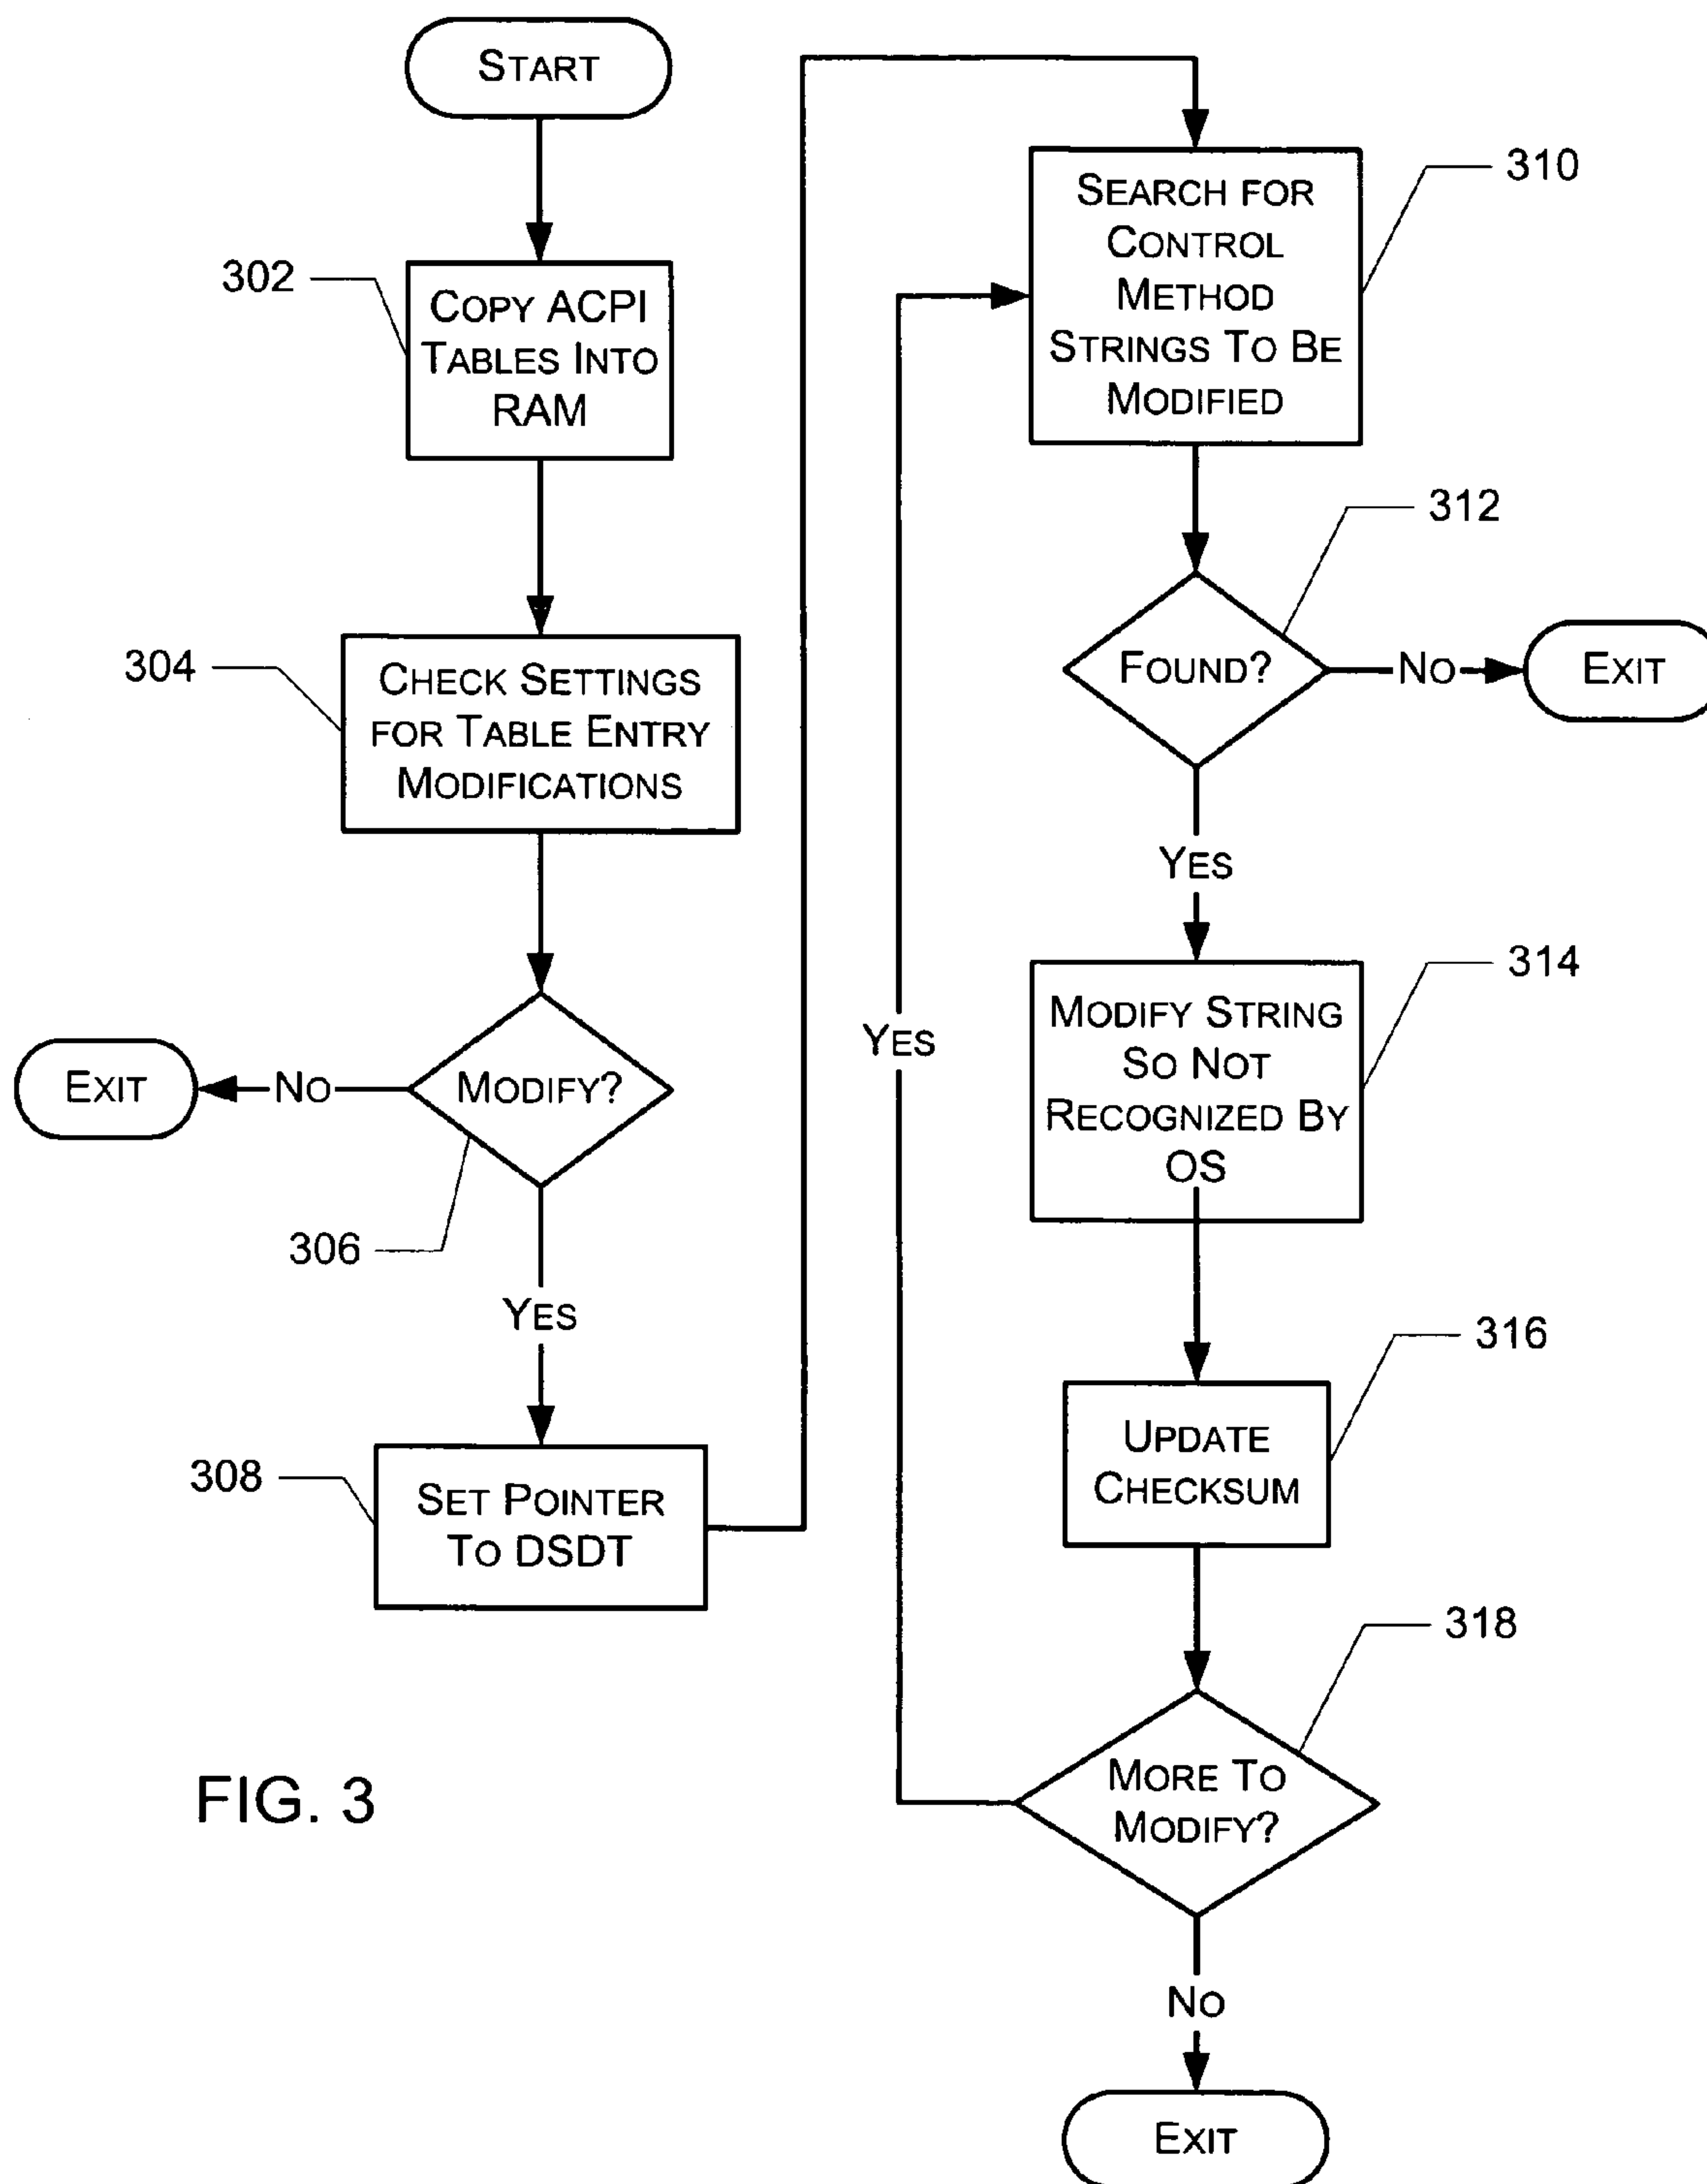 START
302
COPY ACPI
TABLES INTO
RAM
304
CHECK SETTINGS
FOR TABLE ENTRY
MODIFICATIONS
EXIT
NO
MODIFY?
306
YES
308
SET POINTER
TO DSDT
310
SEARCH FOR
CONTROL
METHOD
STRINGS TO BE
MODIFIED
312
FOUND?
NO
EXIT
YES
314
MODIFY STRING
SO NOT
RECOGNIZED BY
OS
YES
316
UPDATE
CHECKSUM
318
MORE TO
MODIFY?
NO
EXIT
FIG. 3